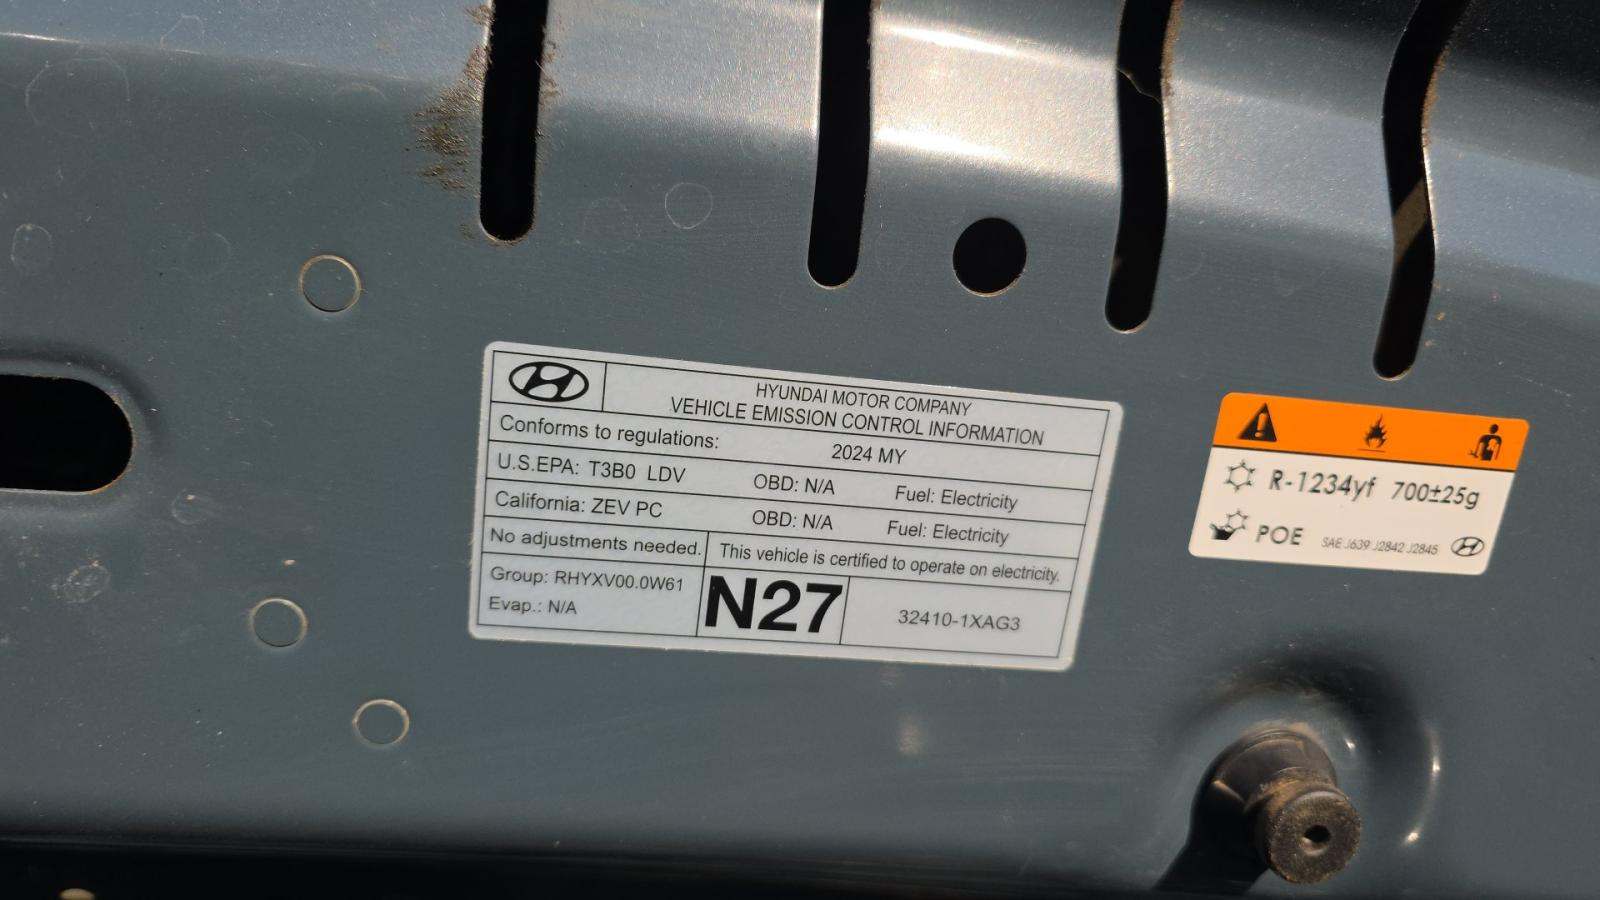 HYUNDAI MOTOR COMPANY
VEHICLE EMISSION CONTROL INFORMATION
Conforms to regulations: 2024 MY
U.S.EPA: T3B0 LDV OBD: N/A Fuel: Electricity
California: ZEV PC OBD: N/A Fuel: Electricity
No adjustments needed. This vehicle is certified to operate on electricity.
Group: RHYXV00.0W61
Evap.: N/A
N27
32410-1XAG3
R-1234yf 700±25g
POE SAE J639 J2842 J2845